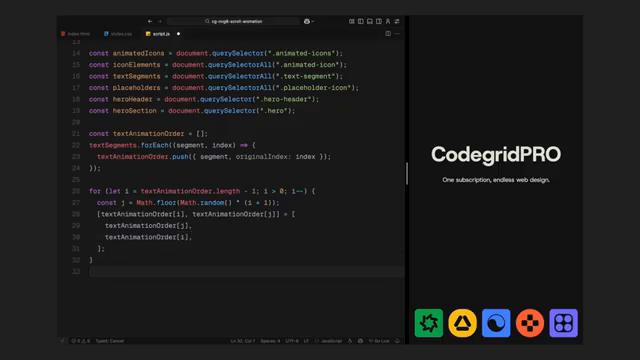 cg-mvg8-scroll-animation
index.html
styles.css
script.js
13
14 const animatedIcons = document.querySelector(".animated-icons");
15 const iconElements = document.querySelectorAll(".animated-icon");
16 const textSegments = document.querySelectorAll(".text-segment");
17 const placeholders = document.querySelectorAll(".placeholder-icon");
18 const heroHeader = document.querySelector(".hero-header");
19 const heroSection = document.querySelector(".hero");
20
21 const textAnimationOrder = [];
22 textSegments.forEach((segment, index) => {
23 textAnimationOrder.push({ segment, originalIndex: index });
24 });
25
26 for (let i = textAnimationOrder.length - 1; i > 0; i--) {
27 const j = Math.floor(Math.random() * (i + 1));
28 [textAnimationOrder[i], textAnimationOrder[j]] = [
29 textAnimationOrder[j],
30 textAnimationOrder[i],
31 ];
32 }
33
CodegridPRO
One subscription, endless web design.
Ln 33, Col 1 Spaces: 4 UTF-8 LF JavaScript Go Live